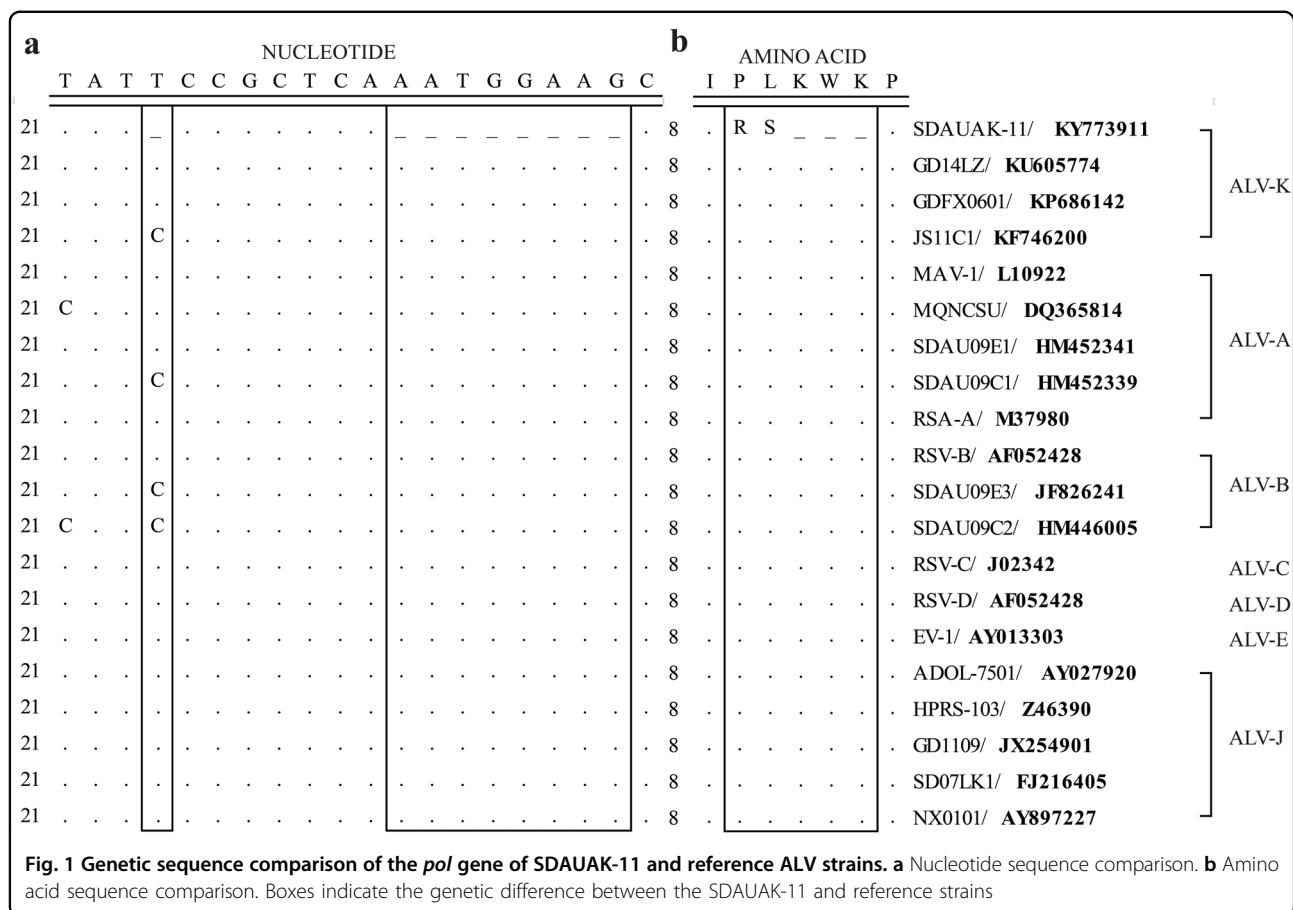 a b
NUCLEOTIDE AMINO ACID
T A T T C C G C T C A A A T G G A A G C I P L K W K P
21 . . . _ . . . . . . . _ _ _ _ _ _ _ _ . 8 . R S _ _ _ . SDAUAK-11/ KY773911
21 . . . . . . . . . . . . . . . . . . . . 8 . . . . . . . GD14LZ/ KU605774
ALV-K
21 . . . . . . . . . . . . . . . . . . . . 8 . . . . . . . GDFX0601/ KP686142
21 . . . C . . . . . . . . . . . . . . . . 8 . . . . . . . JS11C1/ KF746200
21 . . . . . . . . . . . . . . . . . . . . 8 . . . . . . . MAV-1/ L10922
21 C . . . . . . . . . . . . . . . . . . . 8 . . . . . . . MQNCSU/ DQ365814
21 . . . . . . . . . . . . . . . . . . . . 8 . . . . . . . SDAU09E1/ HM452341 ALV-A
21 . . . C . . . . . . . . . . . . . . . . 8 . . . . . . . SDAU09C1/ HM452339
21 . . . . . . . . . . . . . . . . . . . . 8 . . . . . . . RSA-A/ M37980
21 . . . . . . . . . . . . . . . . . . . . 8 . . . . . . . RSV-B/ AF052428
21 . . . C . . . . . . . . . . . . . . . . 8 . . . . . . . SDAU09E3/ JF826241 ALV-B
21 C . . C . . . . . . . . . . . . . . . . 8 . . . . . . . SDAU09C2/ HM446005
21 . . . . . . . . . . . . . . . . . . . . 8 . . . . . . . RSV-C/ J02342 ALV-C
21 . . . . . . . . . . . . . . . . . . . . 8 . . . . . . . RSV-D/ AF052428 ALV-D
21 . . . . . . . . . . . . . . . . . . . . 8 . . . . . . . EV-1/ AY013303 ALV-E
21 . . . . . . . . . . . . . . . . . . . . 8 . . . . . . . ADOL-7501/ AY027920
21 . . . . . . . . . . . . . . . . . . . . 8 . . . . . . . HPRS-103/ Z46390
21 . . . . . . . . . . . . . . . . . . . . 8 . . . . . . . GD1109/ JX254901 ALV-J
21 . . . . . . . . . . . . . . . . . . . . 8 . . . . . . . SD07LK1/ FJ216405
21 . . . . . . . . . . . . . . . . . . . . 8 . . . . . . . NX0101/ AY897227
Fig. 1 Genetic sequence comparison of the pol gene of SDAUAK-11 and reference ALV strains. a Nucleotide sequence comparison. b Amino
acid sequence comparison. Boxes indicate the genetic difference between the SDAUAK-11 and reference strains